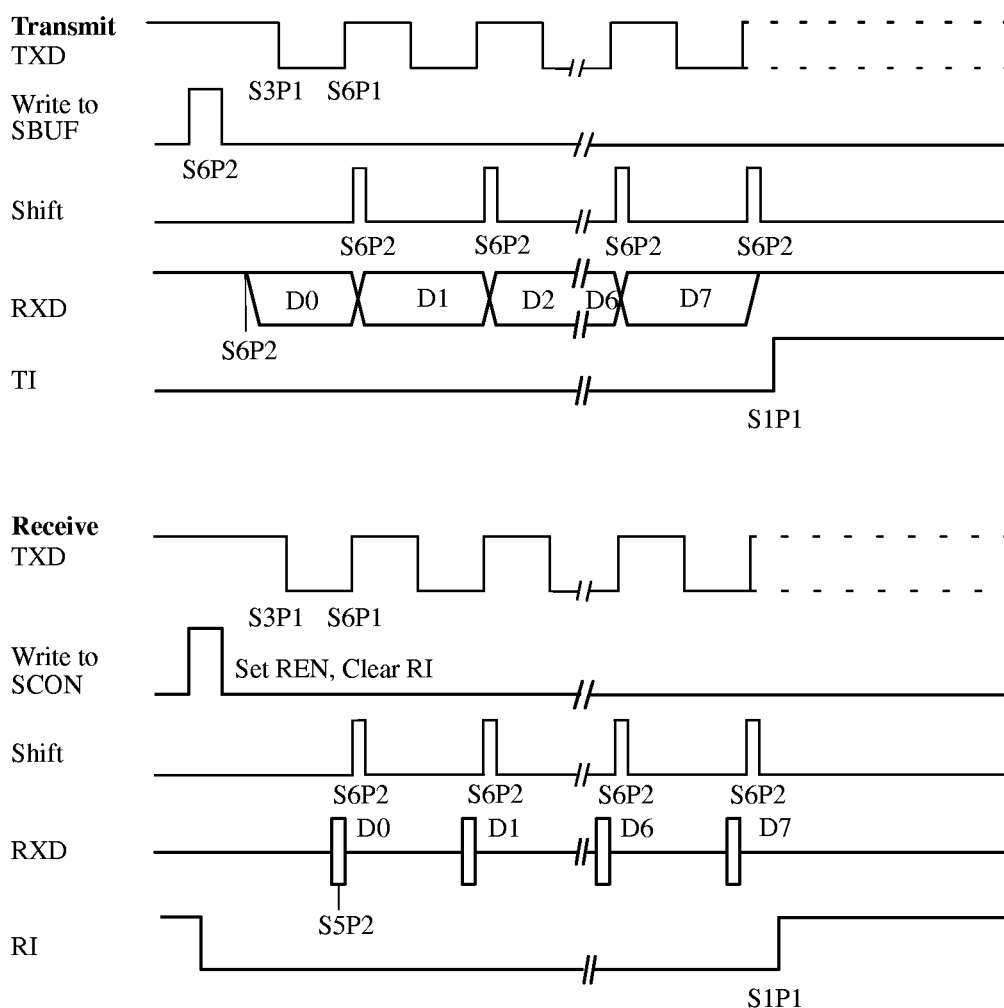 Transmit
TXD
S3P1 S6P1
Write to
SBUF
S6P2
Shift
S6P2 S6P2 S6P2 S6P2
RXD D0 D1 D2 D6 D7
S6P2
TI
S1P1
Receive
TXD
S3P1 S6P1
Write to
SCON Set REN, Clear RI
Shift
S6P2 S6P2 S6P2 S6P2
D0 D1 D6 D7
RXD
S5P2
RI
S1P1